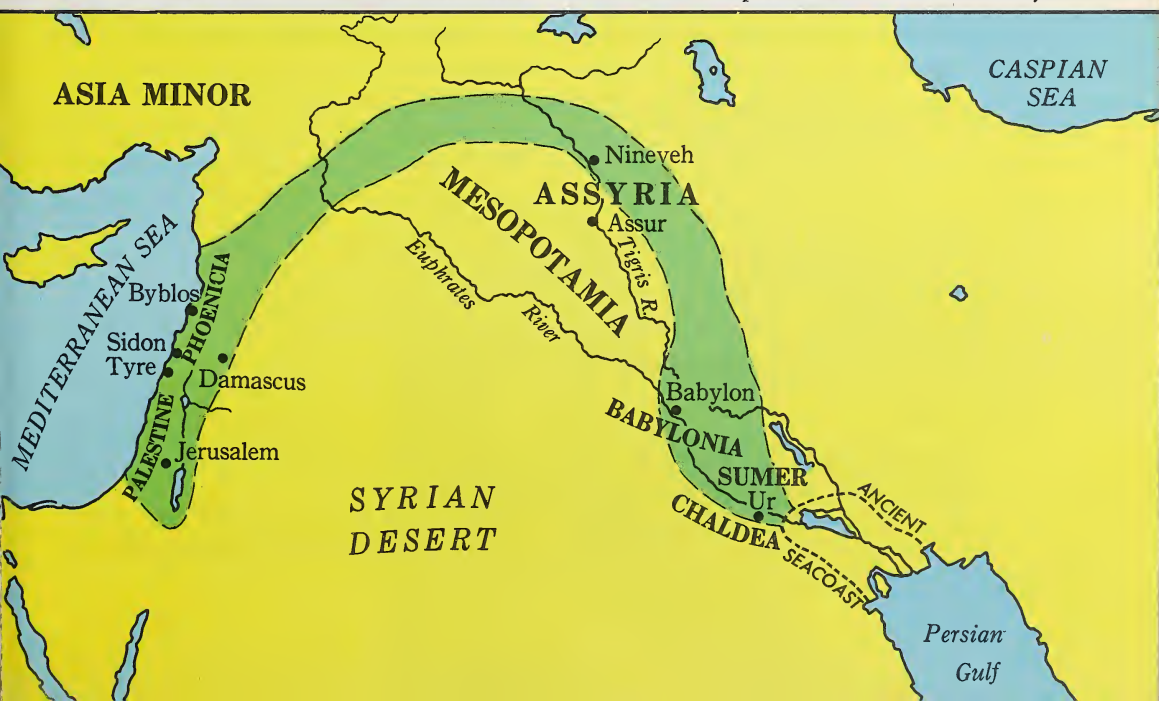 ASIA MINOR
CASPIAN
SEA
Nineveh
ASSYRIA
MESOPOTAMIA
Assur
Tigris R.
Euphrates
River
MEDITERRANEAN SEA
Byblos
PHOENICIA
Sidon
Tyre
Damascus
PALESTINE
Jerusalem
Babylon
BABYLONIA
SUMER
Ur
CHALDEA
SYRIAN
DESERT
ANCIENT
SEACOAST
Persian
Gulf